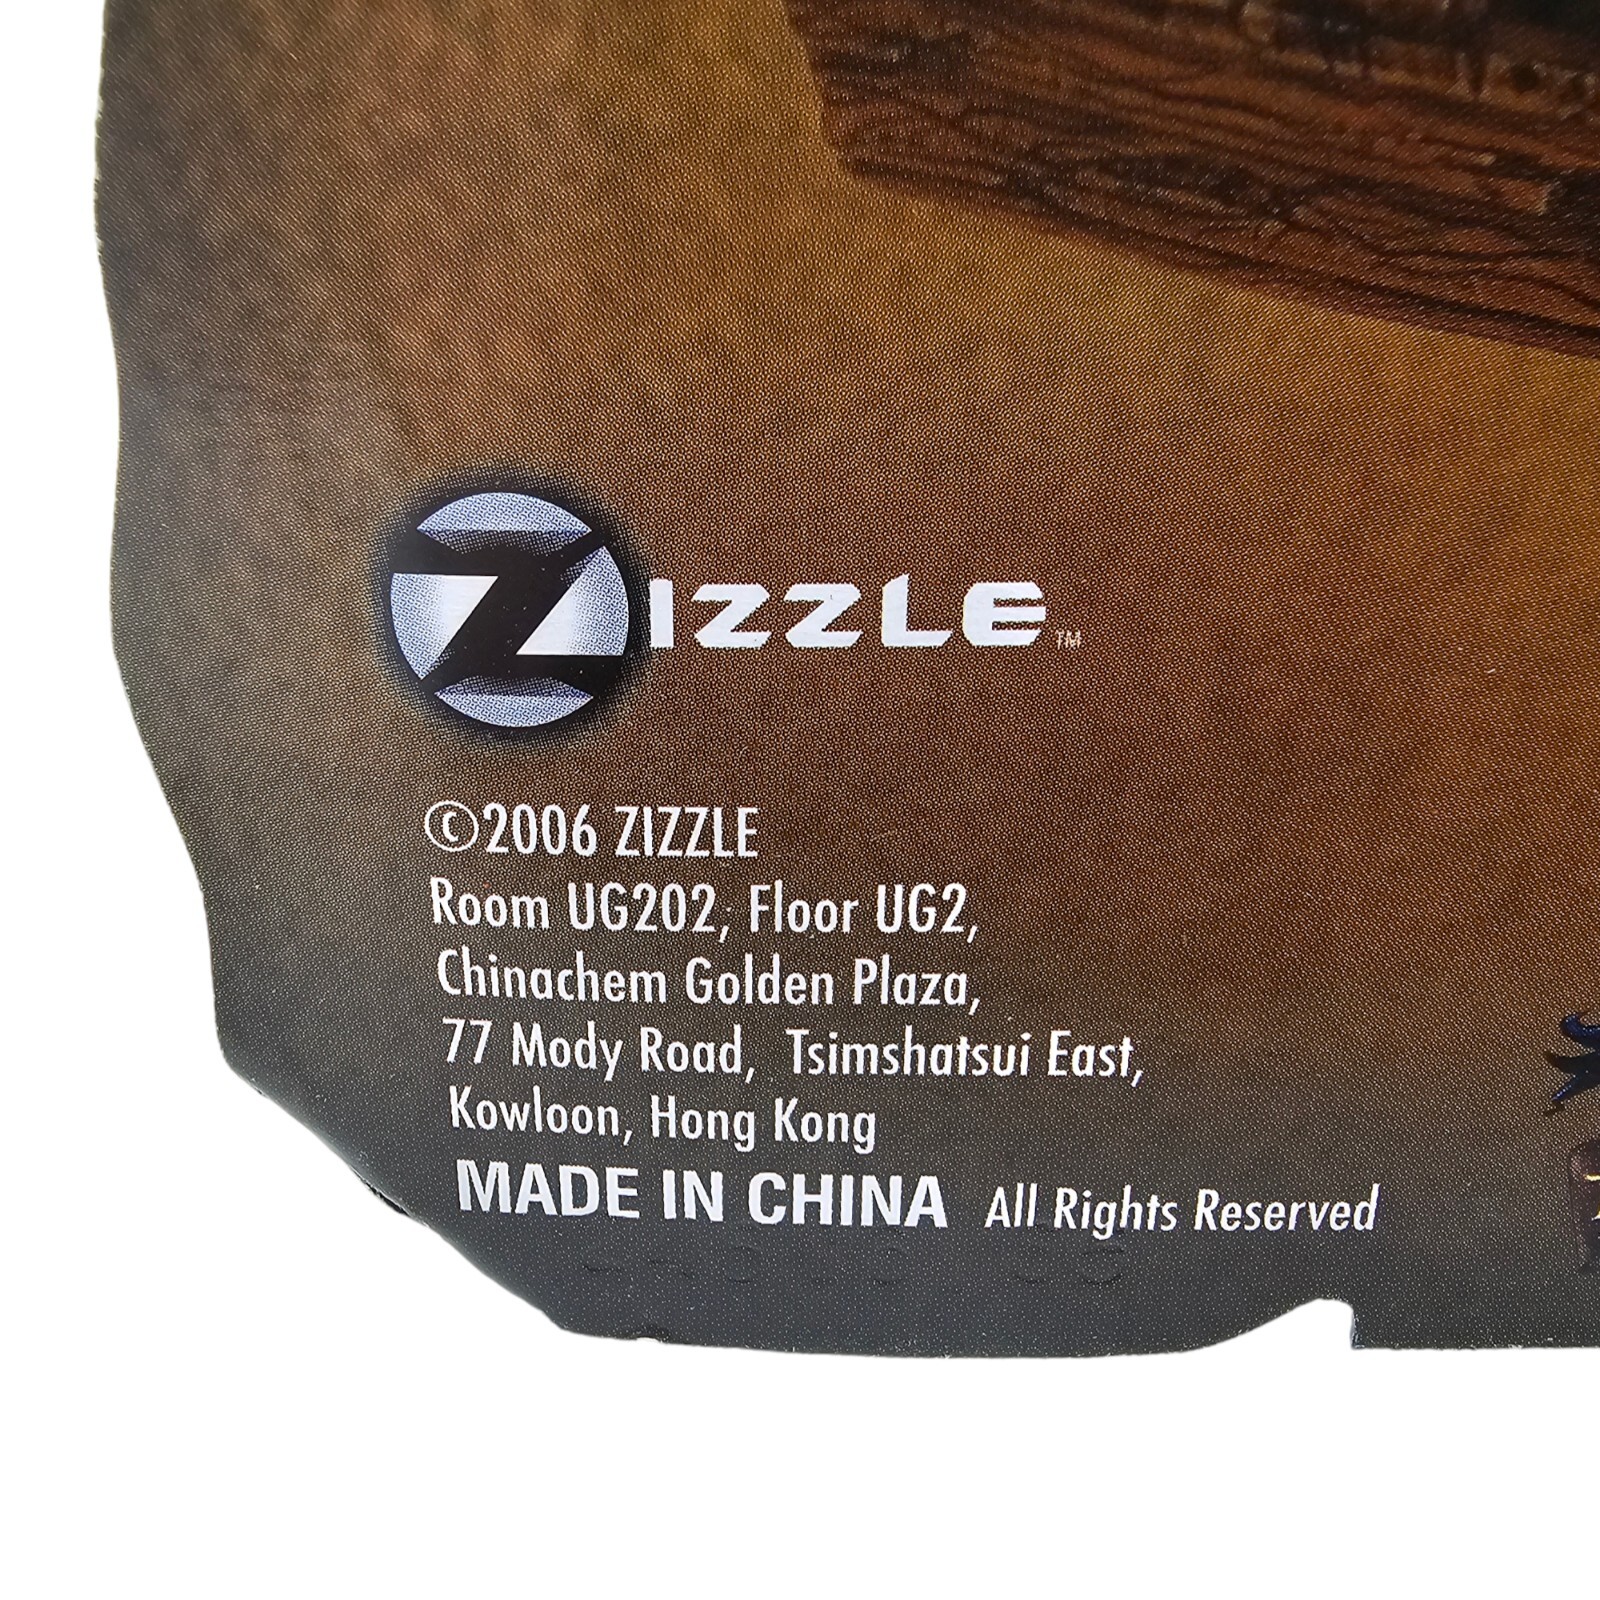 ZIZZLE™
©2006 ZIZZLE
Room UG202, Floor UG2,
Chinachem Golden Plaza,
77 Mody Road, Tsimshatsui East,
Kowloon, Hong Kong
MADE IN CHINA All Rights Reserved